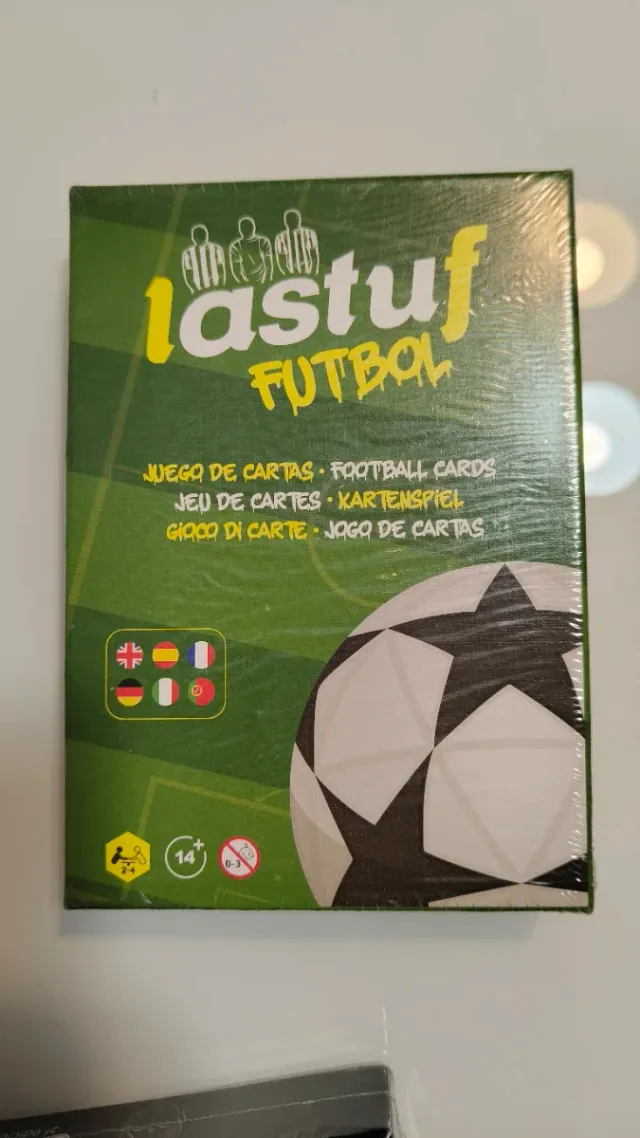 lastuf
FUTBOL
JUEGO DE CARTAS · FOOTBALL CARDS
JEU DE CARTES · KARTENSPIEL
GIOCO DI CARTE · JOGO DE CARTAS
2-4
14+
0-3